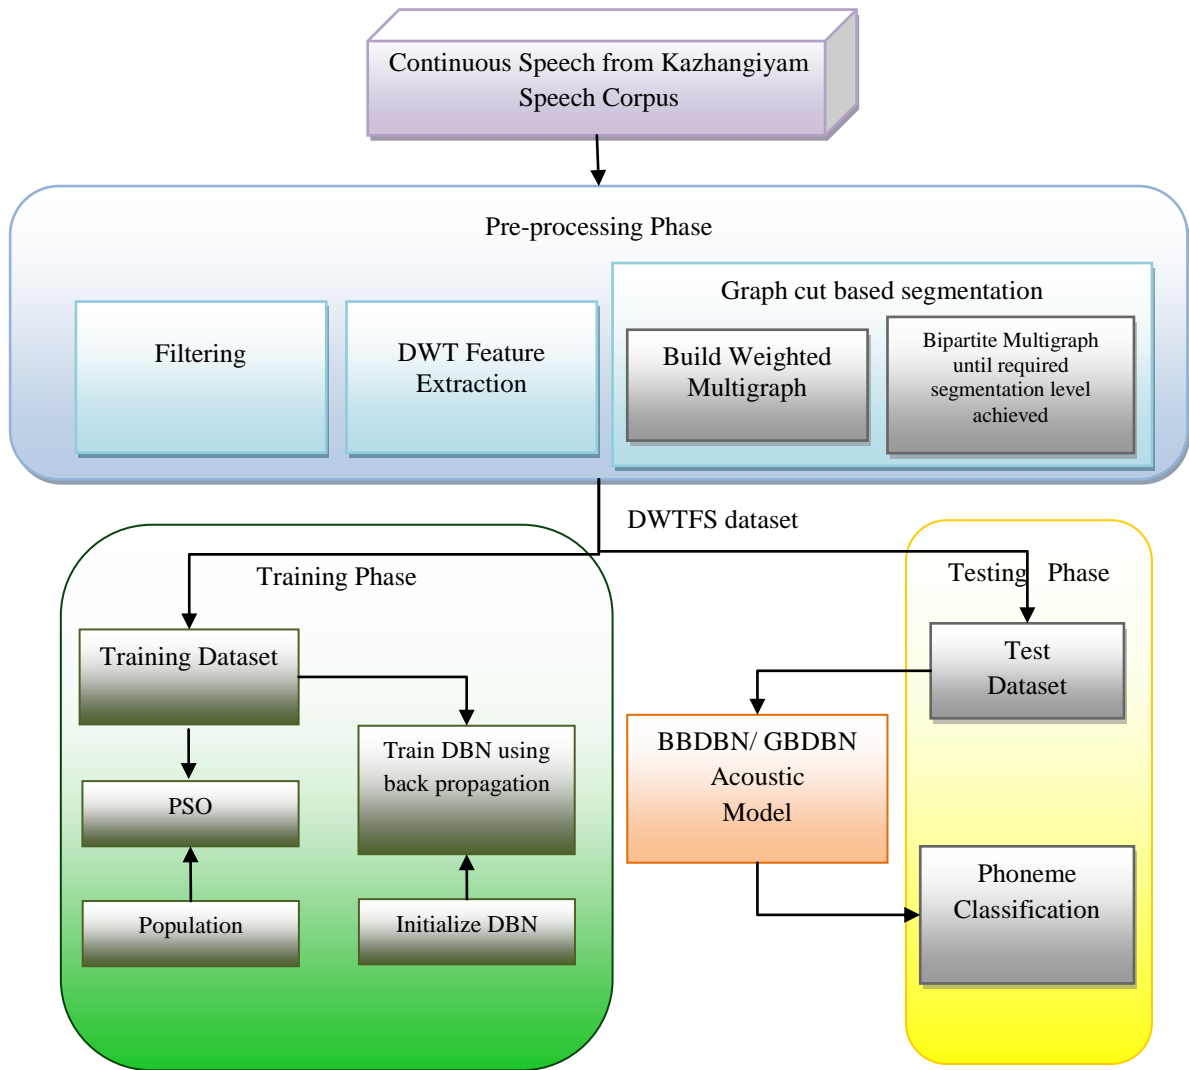 Continuous Speech from Kazhangiyam
Speech Corpus
Pre-processing Phase
Filtering
DWT Feature
Extraction
Graph cut based segmentation
Build Weighted
Multigraph
Bipartite Multigraph
until required
segmentation level
achieved
DWTFS dataset
Training Phase
Training Dataset
PSO
Population
Train DBN using
back propagation
Initialize DBN
BBDBN/ GBDBN
Acoustic
Model
Testing Phase
Test
Dataset
Phoneme
Classification